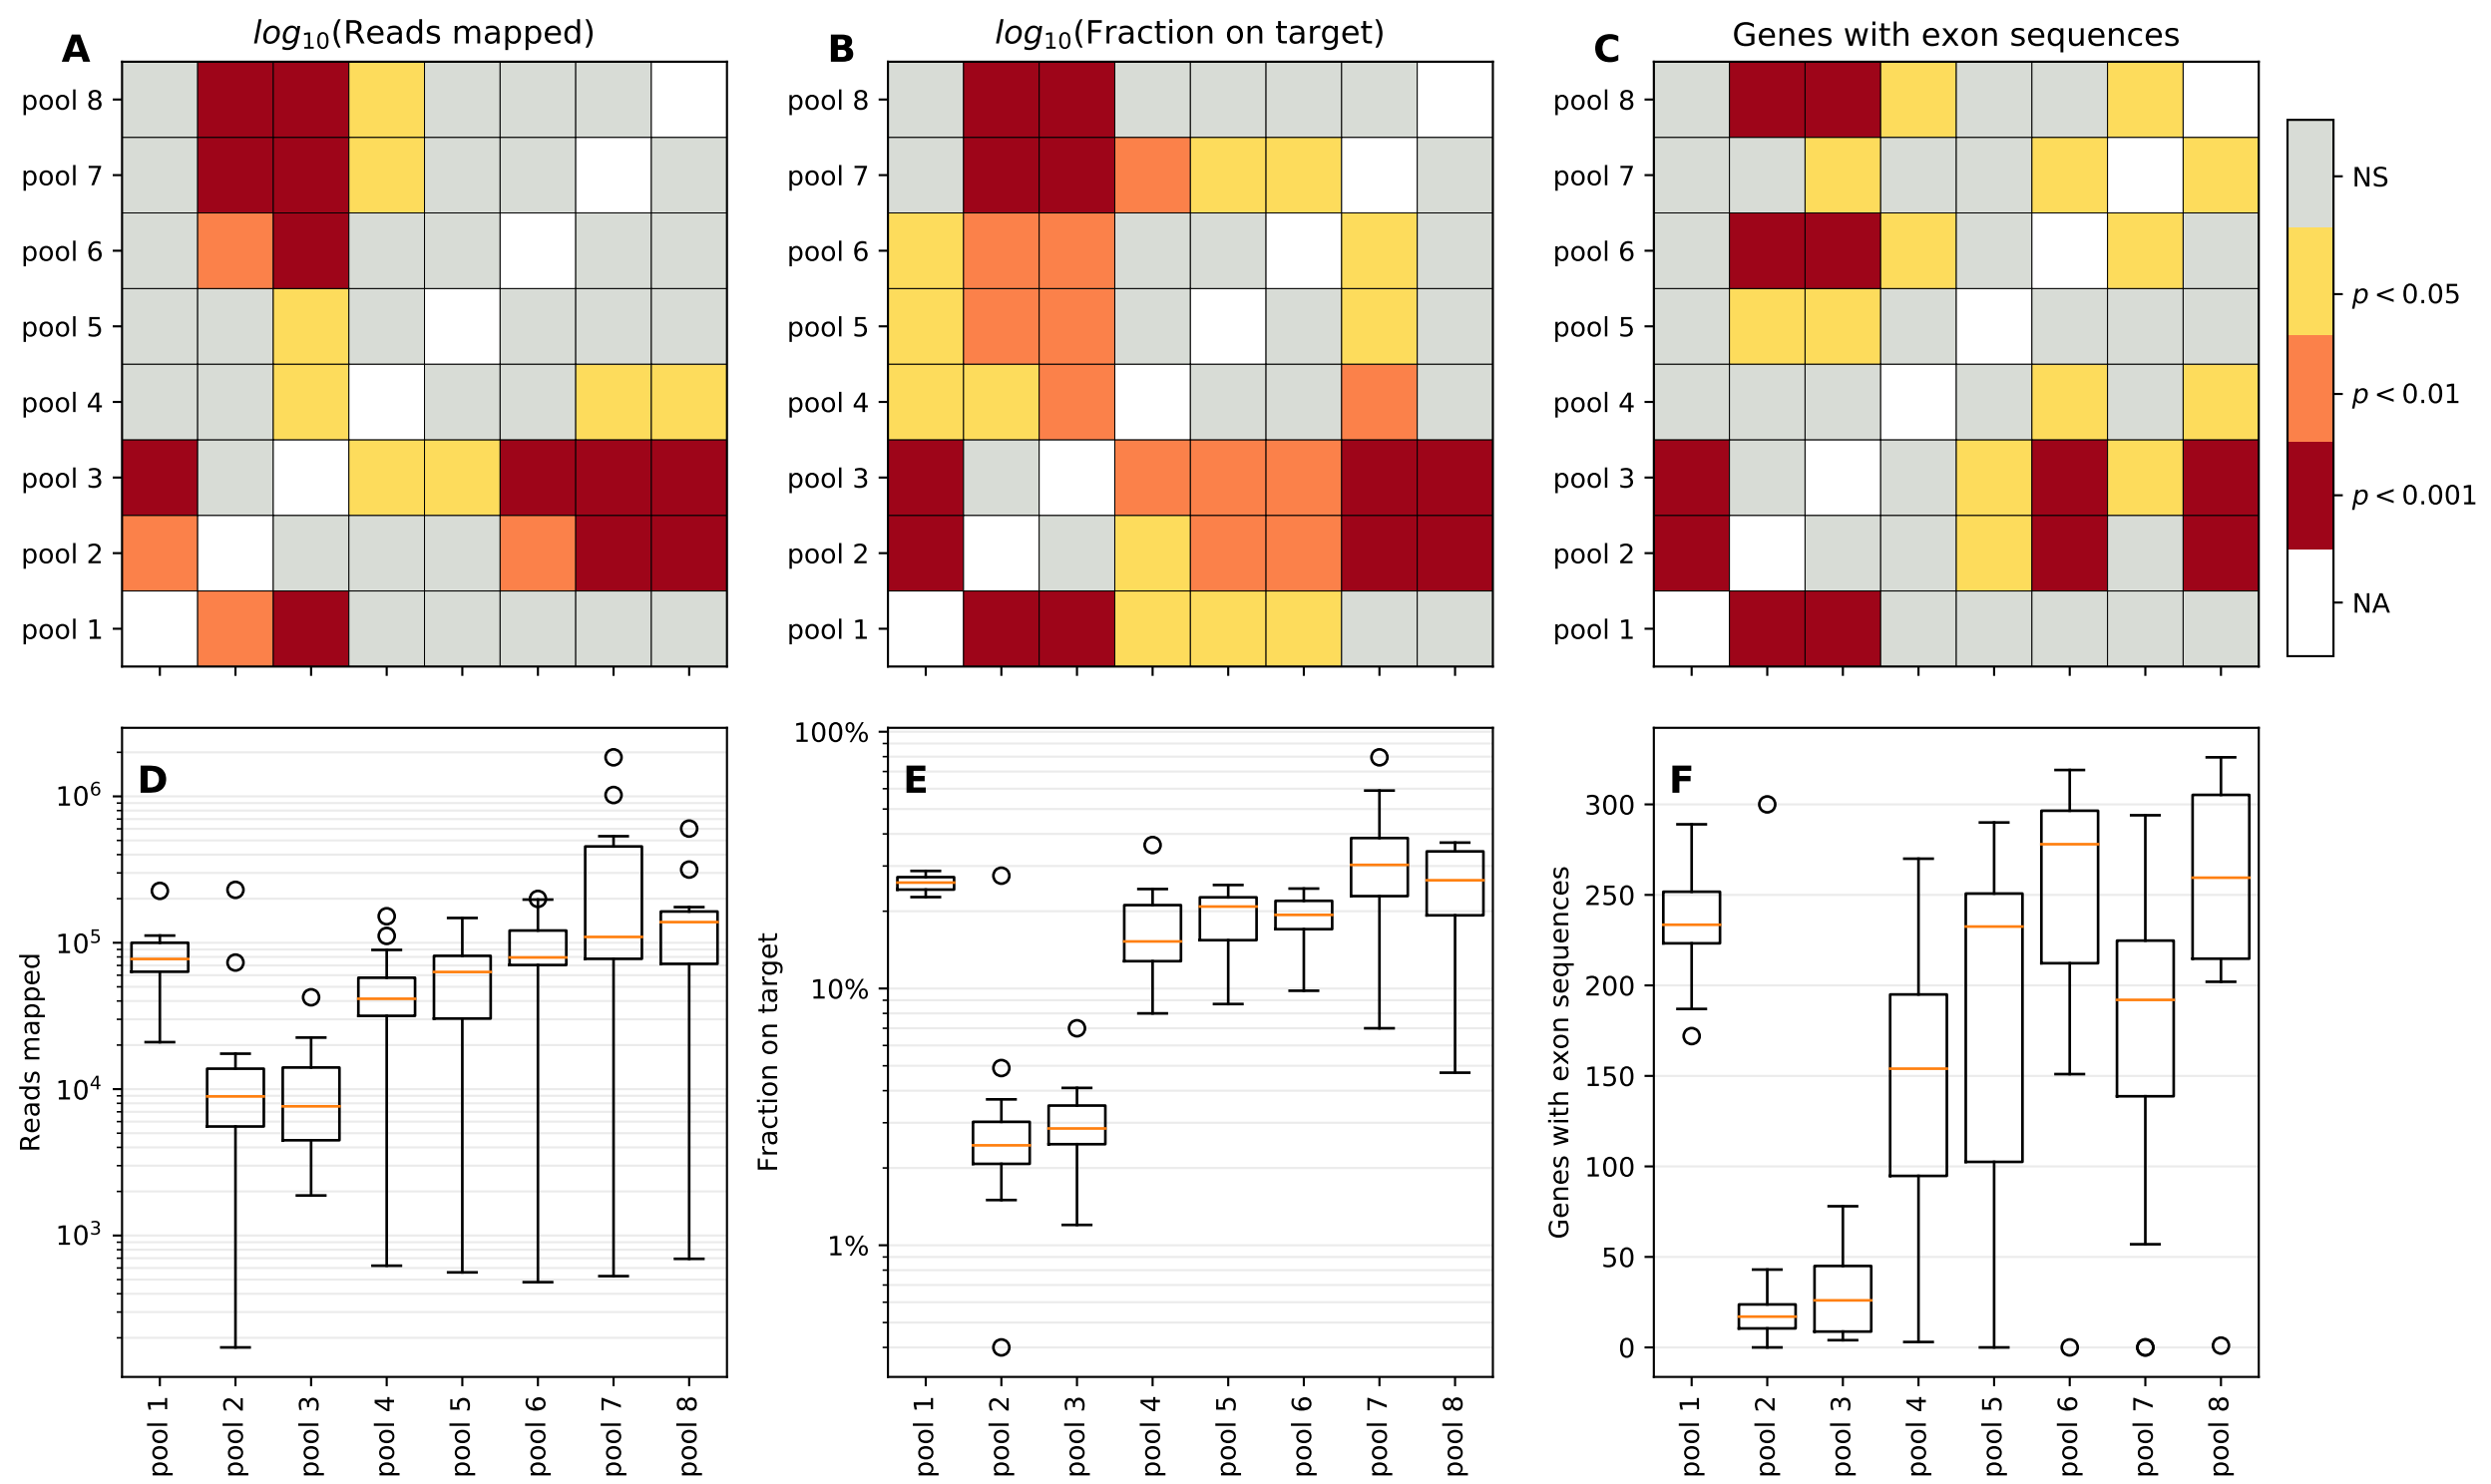 A
log10(Reads mapped)
pool 8
pool 7
pool 6
pool 5
pool 4
pool 3
pool 2
pool 1
B
log10(Fraction on target)
pool 8
pool 7
pool 6
pool 5
pool 4
pool 3
pool 2
pool 1
C
Genes with exon sequences
pool 8
pool 7
pool 6
pool 5
pool 4
pool 3
pool 2
pool 1
NS
p < 0.05
p < 0.01
p < 0.001
NA
D
Reads mapped
10^6
10^5
10^4
10^3
pool 1
pool 2
pool 3
pool 4
pool 5
pool 6
pool 7
pool 8
E
Fraction on target
100%
10%
1%
pool 1
pool 2
pool 3
pool 4
pool 5
pool 6
pool 7
pool 8
F
Genes with exon sequences
300
250
200
150
100
50
0
pool 1
pool 2
pool 3
pool 4
pool 5
pool 6
pool 7
pool 8